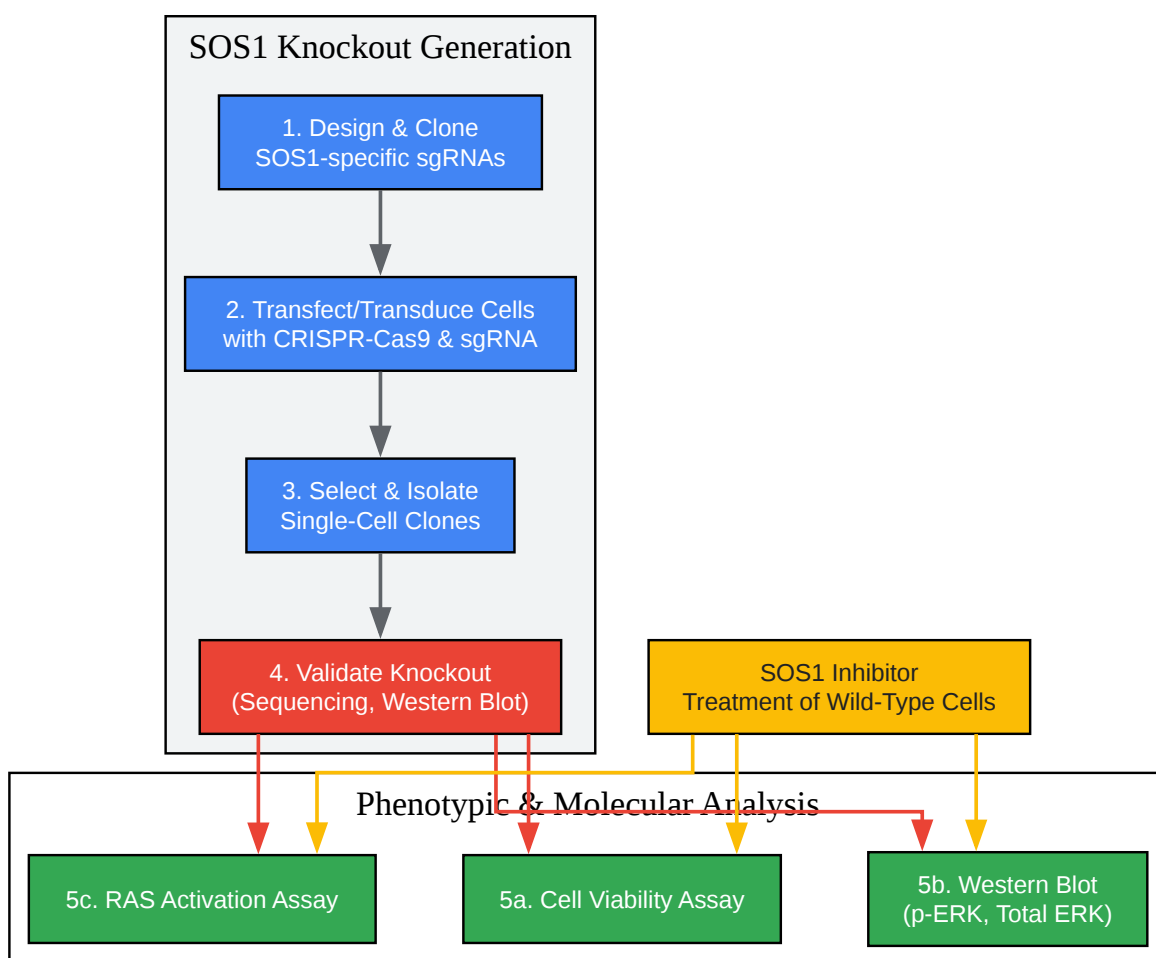 SOS1 Knockout Generation
1. Design & Clone
SOS1-specific sgRNAs
2. Transfect/Transduce Cells
with CRISPR-Cas9 & sgRNA
3. Select & Isolate
Single-Cell Clones
4. Validate Knockout
(Sequencing, Western Blot)
SOS1 Inhibitor
Treatment of Wild-Type Cells
Phenotypic & Molecular Analysis
5c. RAS Activation Assay
5a. Cell Viability Assay
5b. Western Blot
(p-ERK, Total ERK)